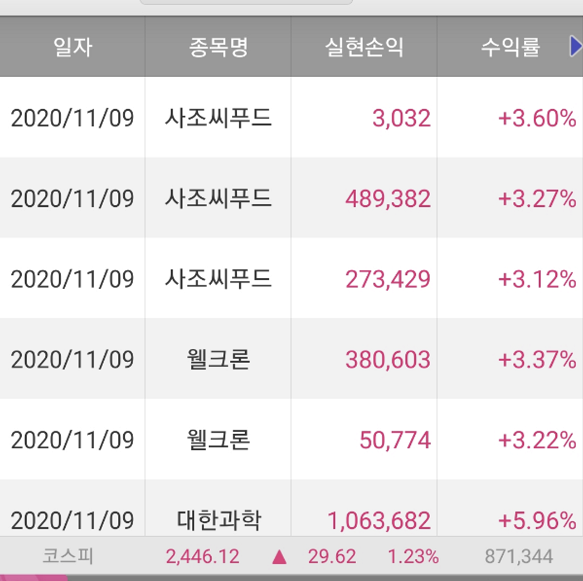 일자 종목명 실현손익 수익률
2020/11/09 사조씨푸드 3,032 +3.60%
2020/11/09 사조씨푸드 489,382 +3.27%
2020/11/09 사조씨푸드 273,429 +3.12%
2020/11/09 웰크론 380,603 +3.37%
2020/11/09 웰크론 50,774 +3.22%
2020/11/09 대한과학 1,063,682 +5.96%
코스피 2,446.12 ▲ 29.62 1.23% 871,344